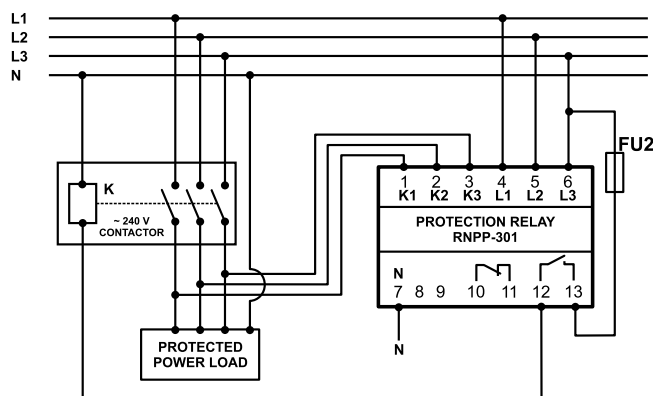 L1
L2
L3
N
FU2
K
~ 240 V
CONTACTOR
1 2 3 4 5 6
K1 K2 K3 L1 L2 L3
PROTECTION RELAY
RNPP-301
N
7 8 9 10 11 12 13
N
PROTECTED
POWER LOAD